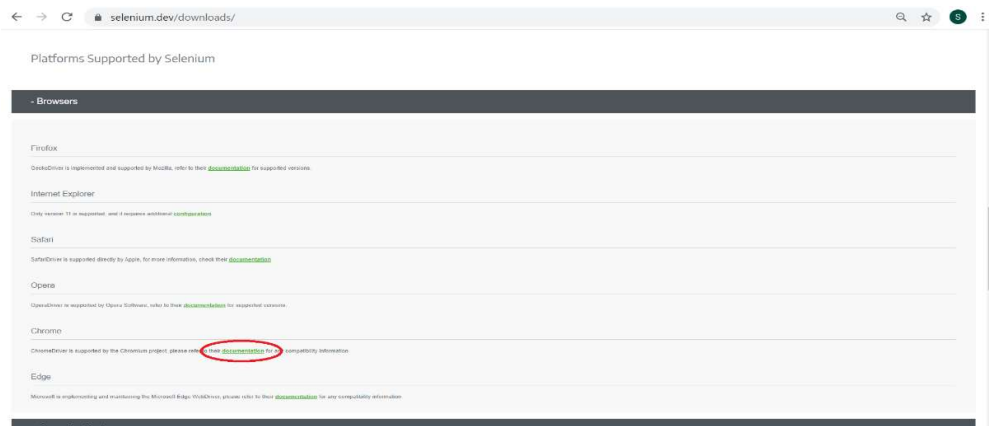 selenium.dev/downloads/
S
Platforms Supported by Selenium
- Browsers
Firefox
GeckoDriver is implemented and supported by Mozilla, refer to their documentation for supported versions.
Internet Explorer
Only version 11 is supported, and it requires additional configuration
Safari
SafariDriver is supported directly by Apple, for more information, check their documentation
Opera
OperaDriver is supported by Opera Software, refer to their documentation for supported versions.
Chrome
ChromeDriver is supported by the Chromium project, please refer to their documentation for any compatibility information.
Edge
Microsoft is implementing and maintaining the Microsoft Edge WebDriver, please refer to their documentation for any compatibility information.